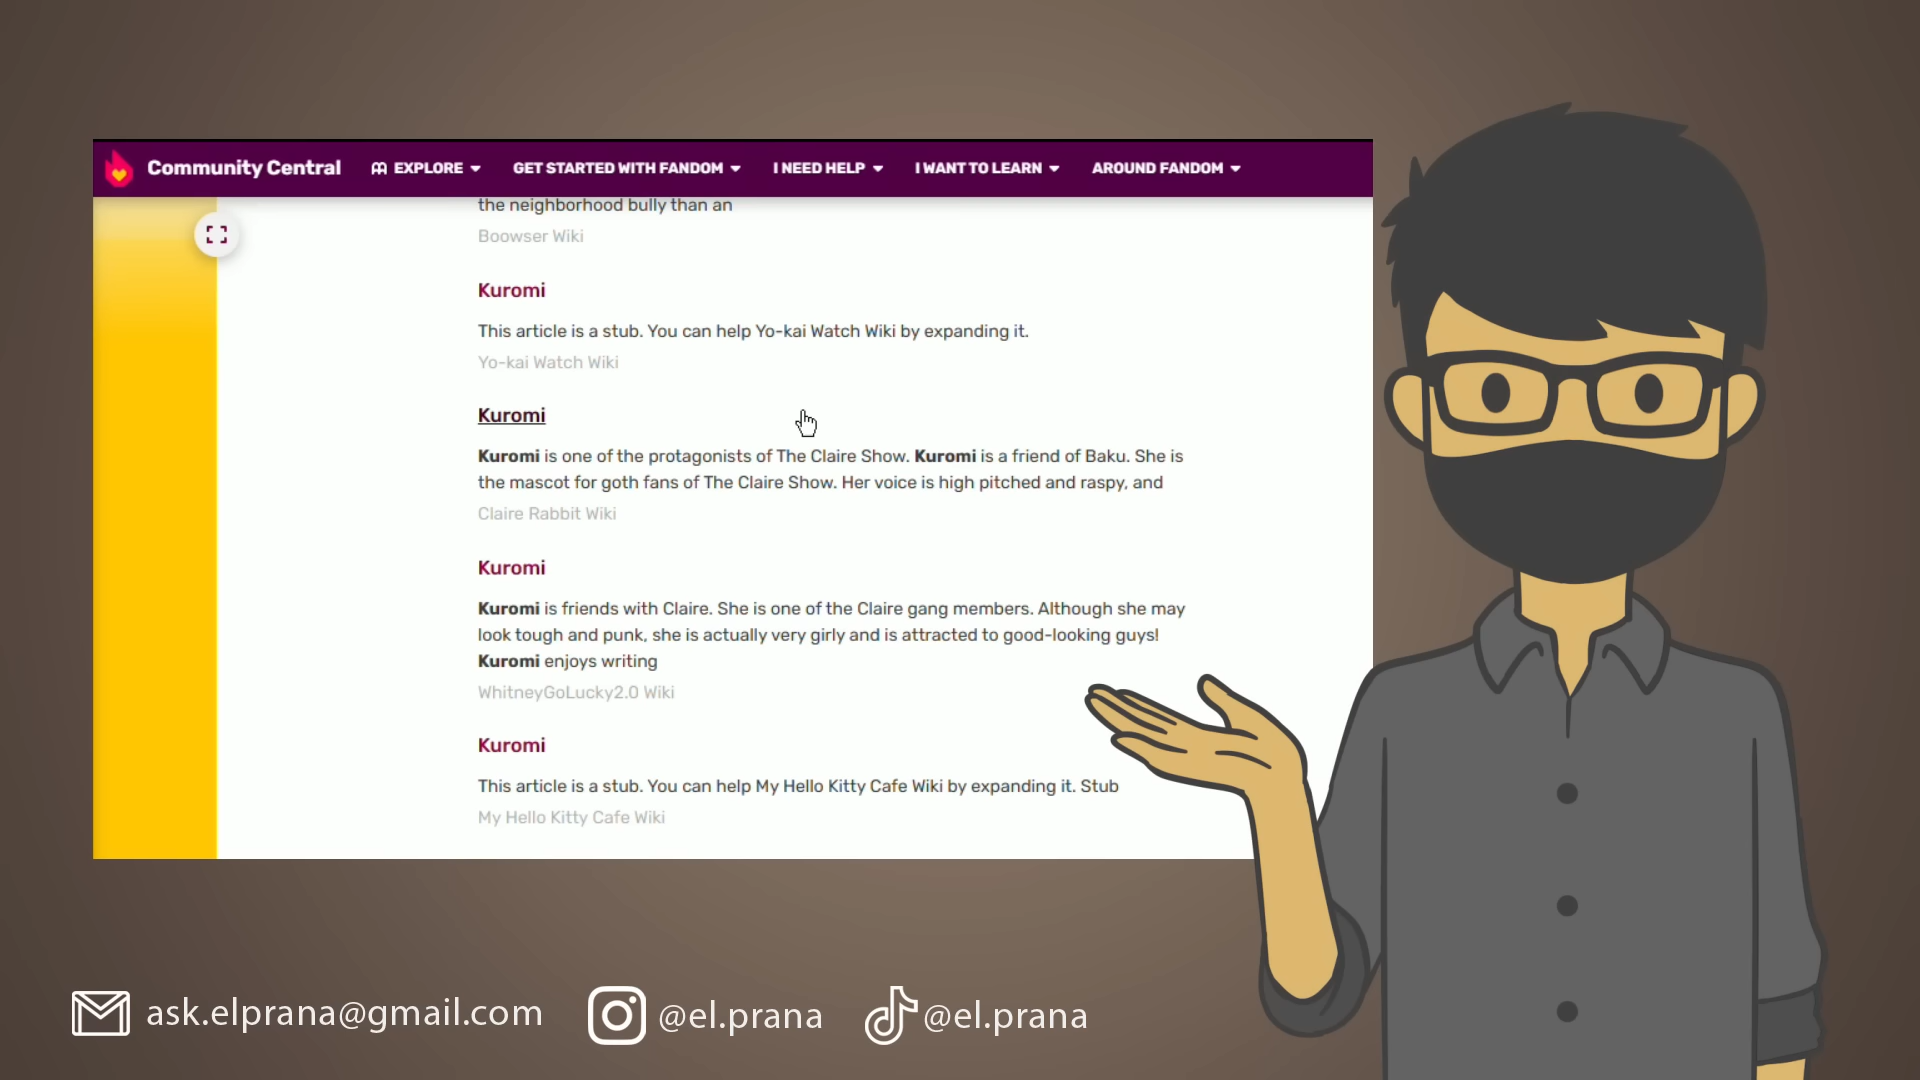 Community Central EXPLORE GET STARTED WITH FANDOM I NEED HELP I WANT TO LEARN AROUND FANDOM
the neighborhood bully than an
Boowser Wiki
Kuromi
This article is a stub. You can help Yo-kai Watch Wiki by expanding it.
Yo-kai Watch Wiki
Kuromi
Kuromi is one of the protagonists of The Claire Show. Kuromi is a friend of Baku. She is
the mascot for goth fans of The Claire Show. Her voice is high pitched and raspy, and
Claire Rabbit Wiki
Kuromi
Kuromi is friends with Claire. She is one of the Claire gang members. Although she may
look tough and punk, she is actually very girly and is attracted to good-looking guys!
Kuromi enjoys writing
WhitneyGoLucky2.0 Wiki
Kuromi
This article is a stub. You can help My Hello Kitty Cafe Wiki by expanding it. Stub
My Hello Kitty Cafe Wiki
ask.elprana@gmail.com @el.prana @el.prana